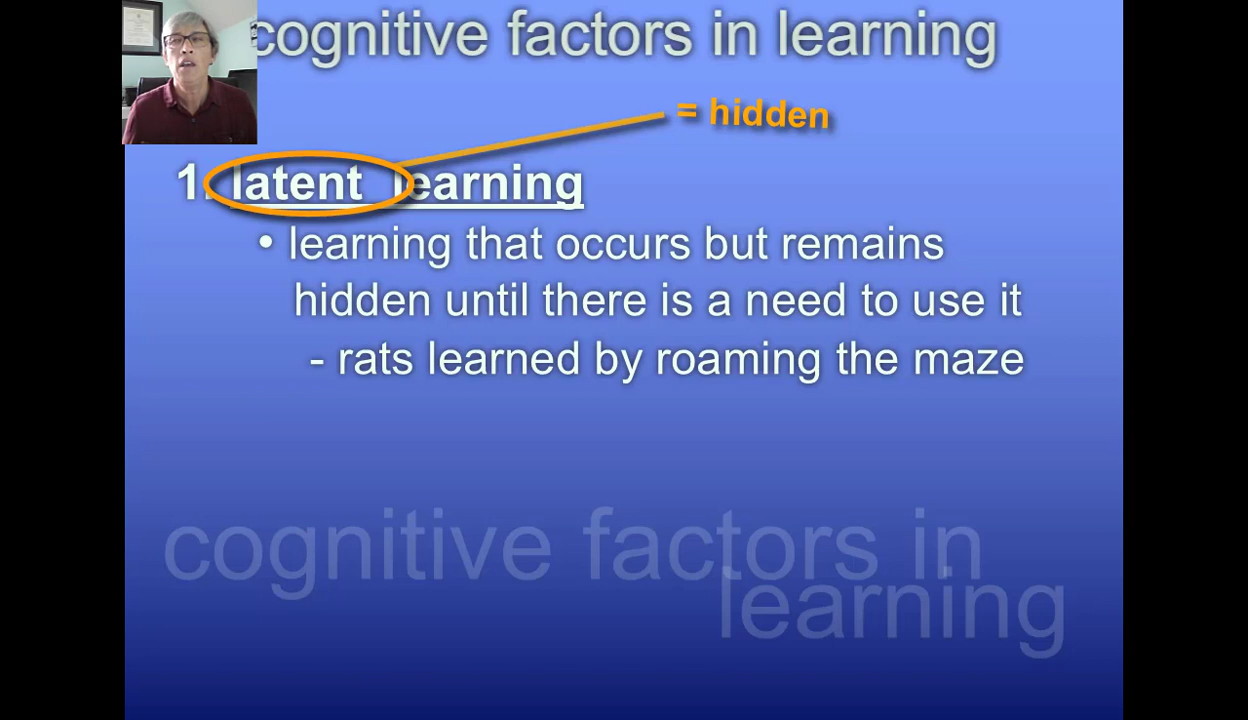 cognitive factors in learning
= hidden
1. latent learning
• learning that occurs but remains
hidden until there is a need to use it
- rats learned by roaming the maze
cognitive factors in
learning